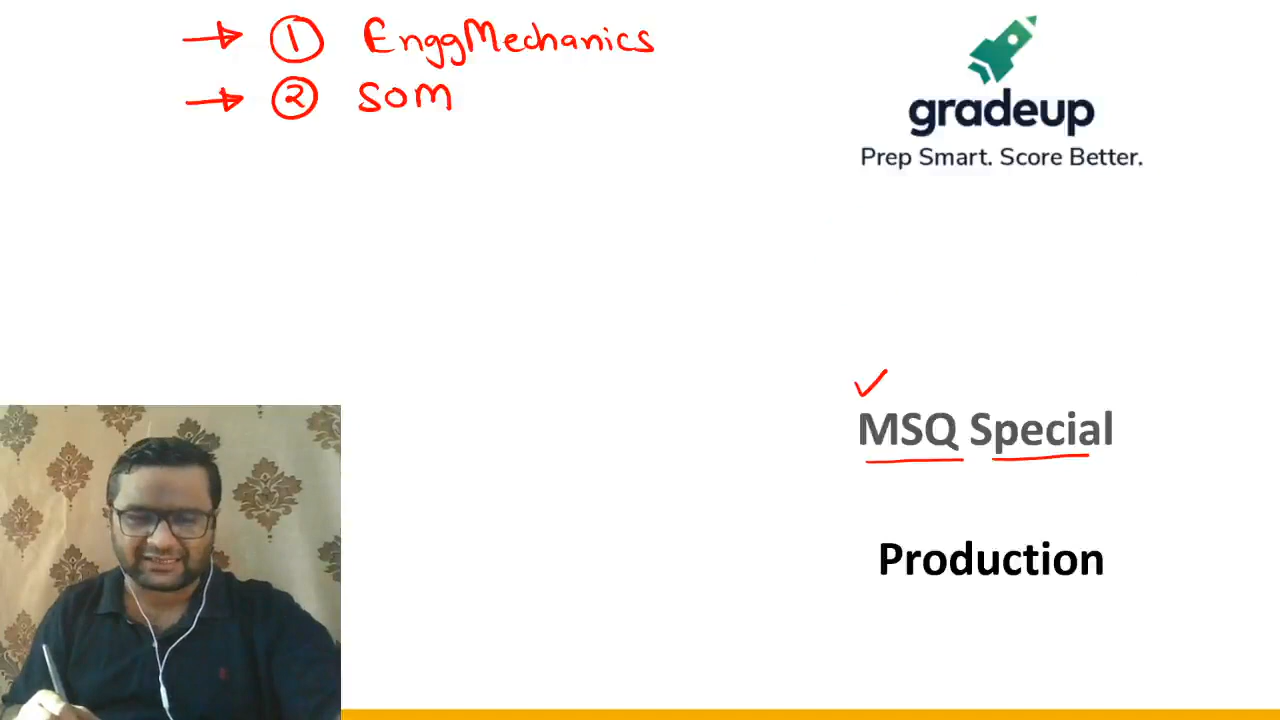 ① EnggMechanics
② SOM
gradeup
Prep Smart. Score Better.
MSQ Special
Production